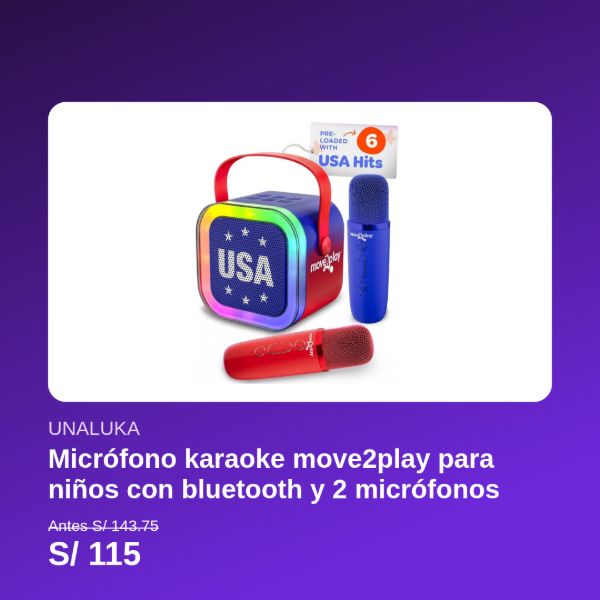 PRE-
LOADED
WITH
6
USA Hits
move2play
USA
move2play
UNALUKA
Micrófono karaoke move2play para
niños con bluetooth y 2 micrófonos
Antes S/ 143.75
S/ 115